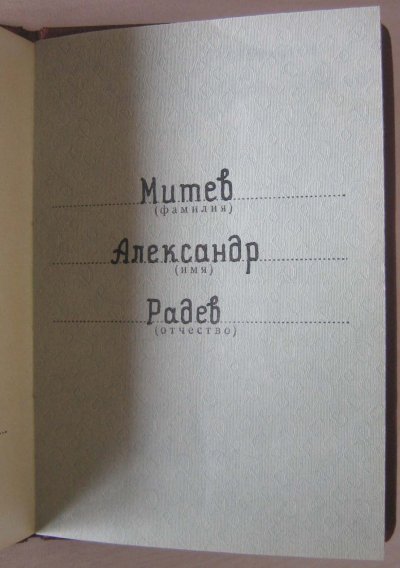 Митев
(фамилия)
Александр
(имя)
Радев
(отчество)